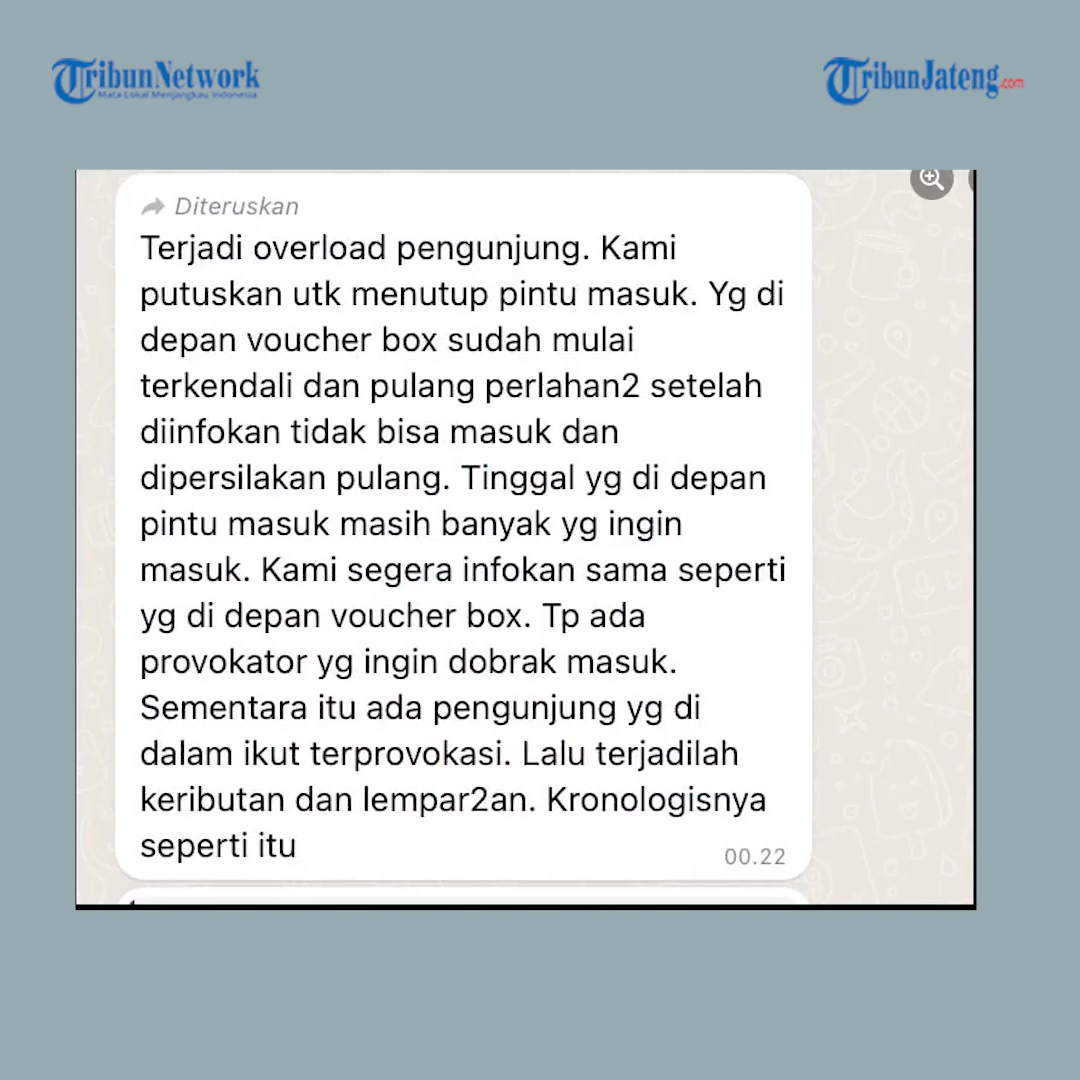 TribunNetwork
Mata Lokal Menjangkau Indonesia
TribunJateng.com
Diteruskan
Terjadi overload pengunjung. Kami
putuskan utk menutup pintu masuk. Yg di
depan voucher box sudah mulai
terkendali dan pulang perlahan2 setelah
diinfokan tidak bisa masuk dan
dipersilakan pulang. Tinggal yg di depan
pintu masuk masih banyak yg ingin
masuk. Kami segera infokan sama seperti
yg di depan voucher box. Tp ada
provokator yg ingin dobrak masuk.
Sementara itu ada pengunjung yg di
dalam ikut terprovokasi. Lalu terjadilah
keributan dan lempar2an. Kronologisnya
seperti itu
00.22